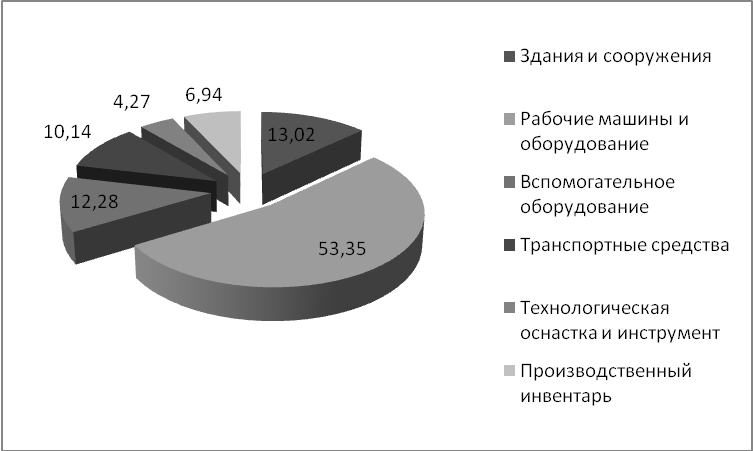 6,94
4,27
10,14
13,02
12,28
53,35
Здания и сооружения
Рабочие машины и
оборудование
Вспомогательное
оборудование
Транспортные средства
Технологическая
оснастка и инструмент
Производственный
инвентарь